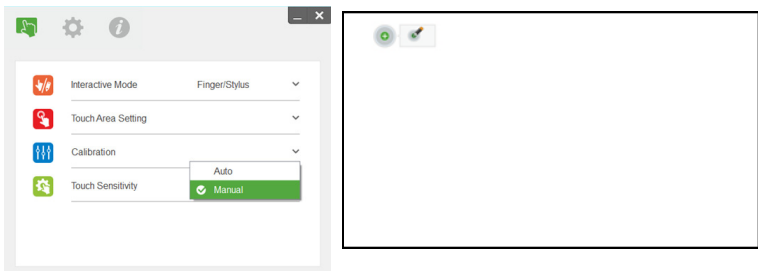 Interactive Mode Finger/Stylus
Touch Area Setting
Calibration
Auto
Touch Sensitivity
Manual